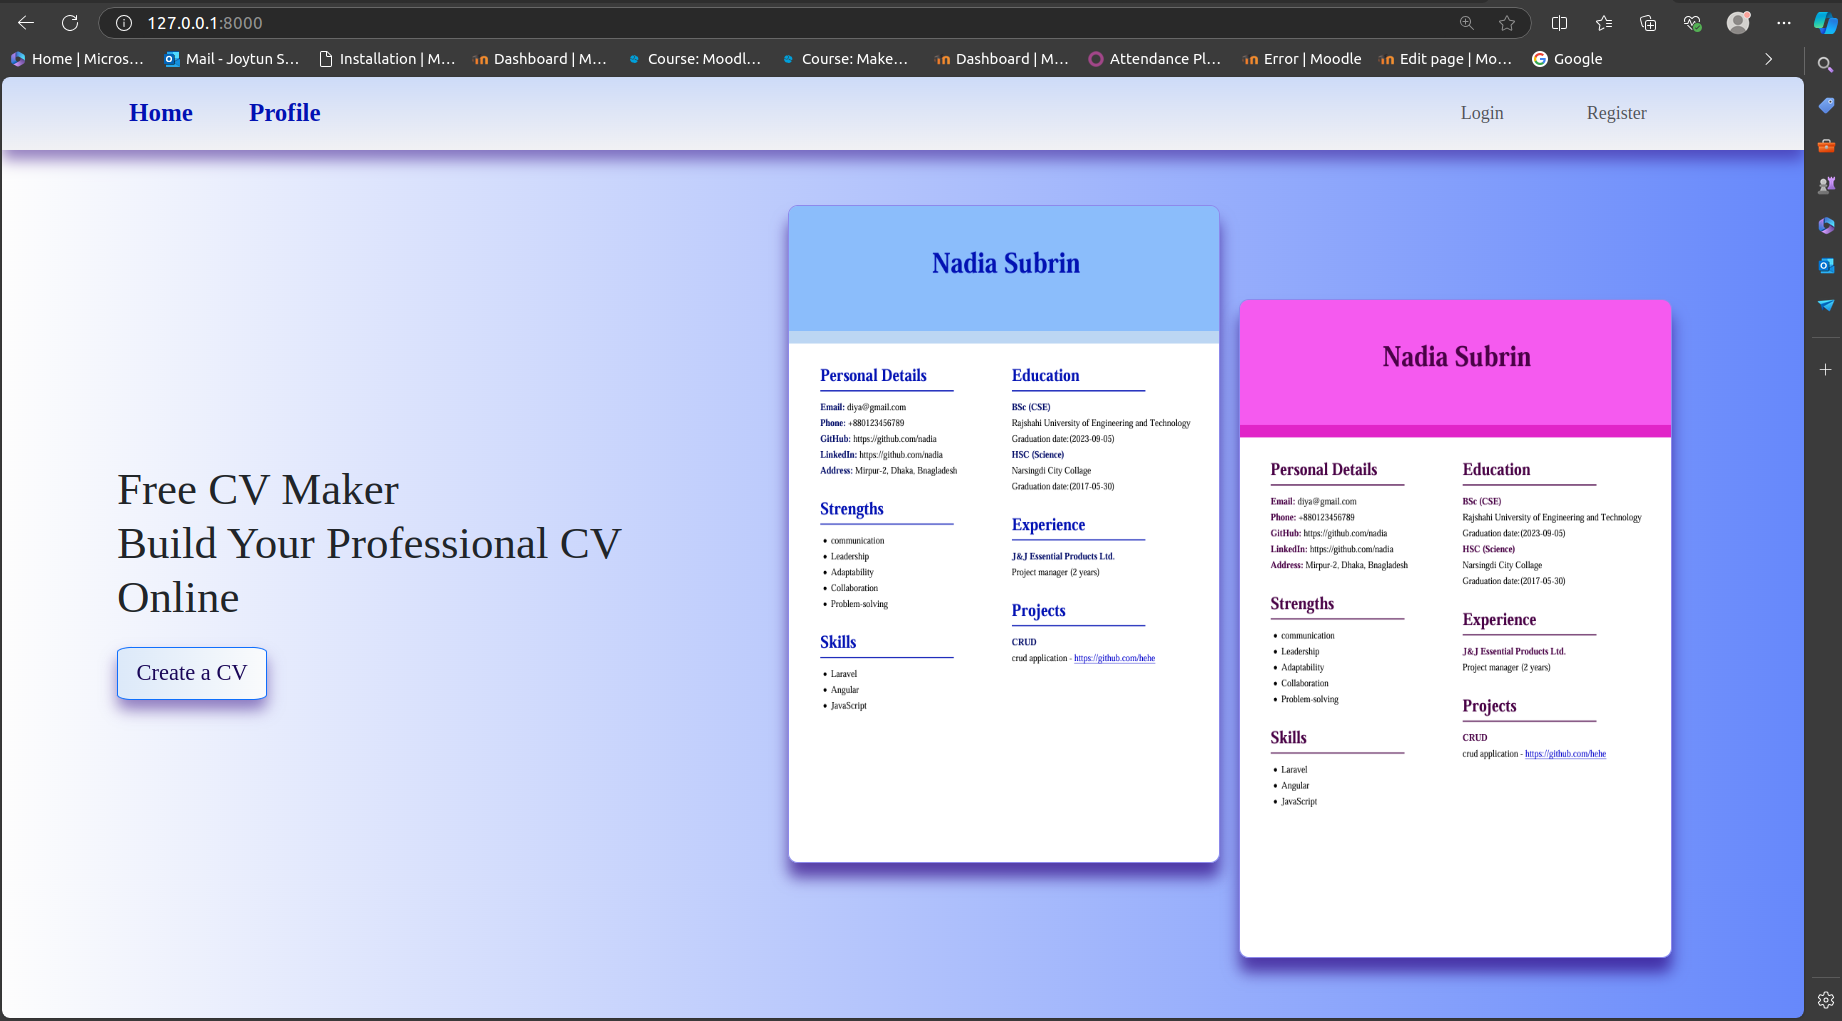 127.0.0.1:8000
Home | Micros...
Mail - Joytun S...
Installation | M...
Dashboard | M...
Course: Moodl...
Course: Make...
Dashboard | M...
Attendance Pl...
Error | Moodle
Edit page | Mo...
Google
Home
Profile
Login
Register
Free CV Maker
Build Your Professional CV
Online
Create a CV
Nadia Subrin
Personal Details
Email: diya@gmail.com
Phone: +880123456789
GitHub: https://github.com/nadia
LinkedIn: https://github.com/nadia
Address: Mirpur-2, Dhaka, Bnagladesh
Strengths
• communication
• Leadership
• Adaptability
• Collaboration
• Problem-solving
Skills
• Laravel
• Angular
• JavaScript
Education
BSc (CSE)
Rajshahi University of Engineering and Technology
Graduation date:(2023-09-05)
HSC (Science)
Narsingdi City Collage
Graduation date:(2017-05-30)
Experience
J&J Essential Products Ltd.
Project manager (2 years)
Projects
CRUD
crud application - https://github.com/hehe
Nadia Subrin
Personal Details
Email: diya@gmail.com
Phone: +880123456789
GitHub: https://github.com/nadia
LinkedIn: https://github.com/nadia
Address: Mirpur-2, Dhaka, Bnagladesh
Strengths
• communication
• Leadership
• Adaptability
• Collaboration
• Problem-solving
Skills
• Laravel
• Angular
• JavaScript
Education
BSc (CSE)
Rajshahi University of Engineering and Technology
Graduation date:(2023-09-05)
HSC (Science)
Narsingdi City Collage
Graduation date:(2017-05-30)
Experience
J&J Essential Products Ltd.
Project manager (2 years)
Projects
CRUD
crud application - https://github.com/hehe